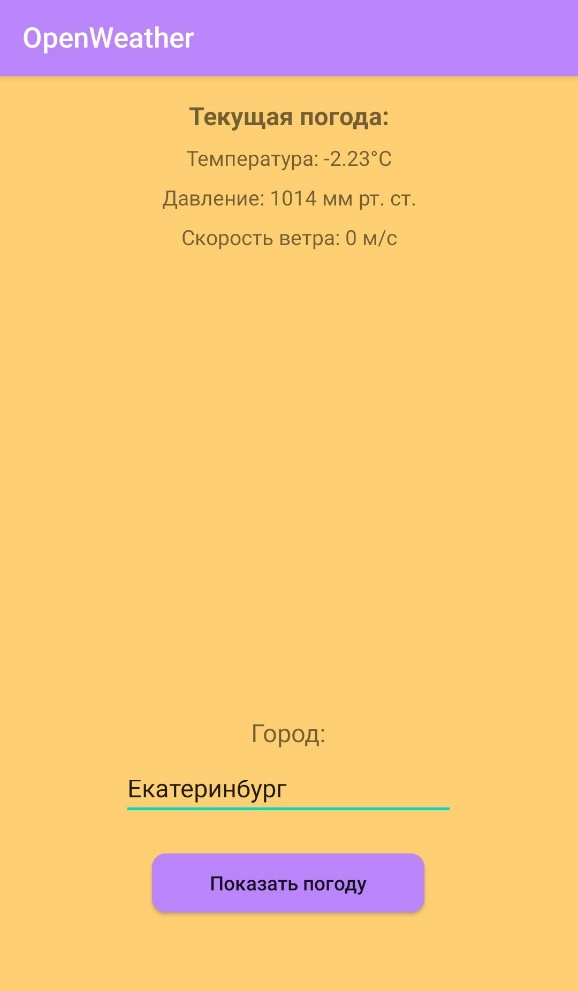 OpenWeather
Текущая погода:
Температура: -2.23°C
Давление: 1014 мм рт. ст.
Скорость ветра: 0 м/с
Город:
Екатеринбург
Показать погоду